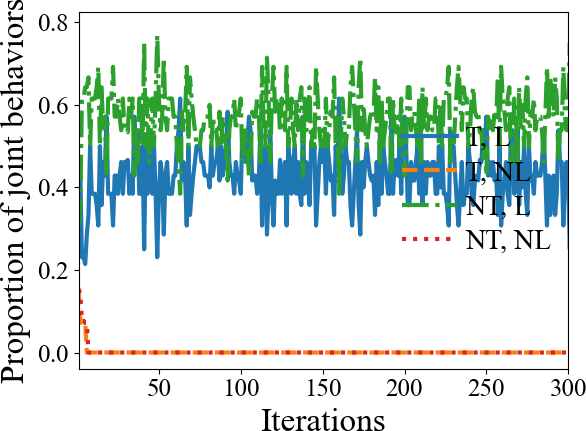 Proportion of joint behaviors
0.8
0.6
0.4
0.2
0.0
T, L
T, NL
NT, L
NT, NL
50
100
150
200
250
300
Iterations